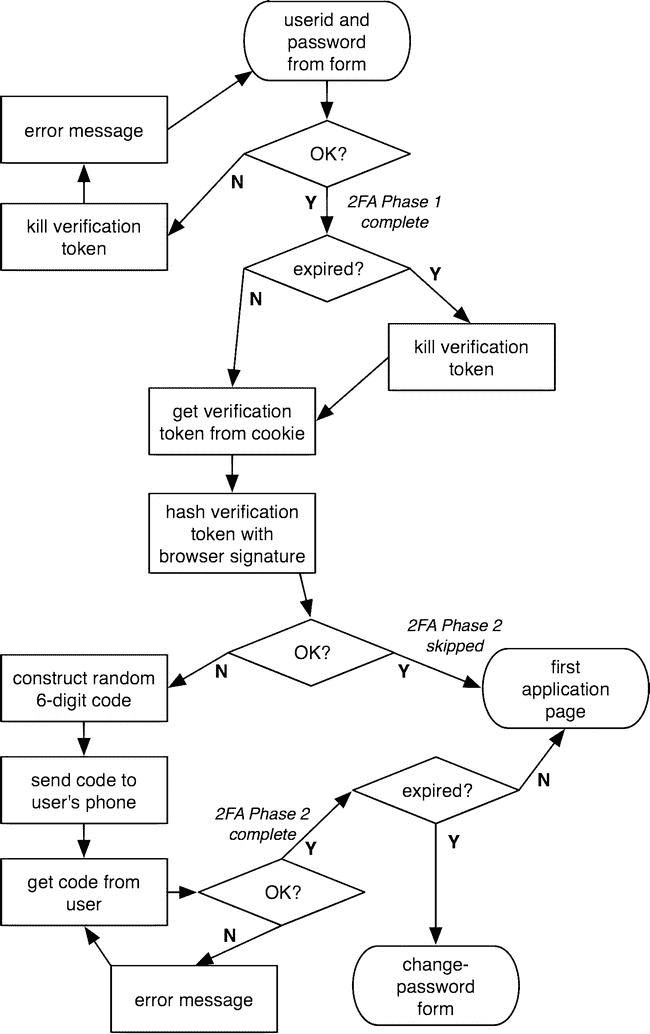 userid and
password
from form
error message
OK?
N
Y
2FA Phase 1
complete
kill verification
token
expired?
N
Y
kill verification
token
get verification
token from cookie
hash verification
token with
browser signature
OK?
N
Y
2FA Phase 2
skipped
first
application
page
construct random
6-digit code
send code to
user's phone
2FA Phase 2
complete
Y
expired?
N
Y
get code from
user
OK?
N
error message
change-
password
form